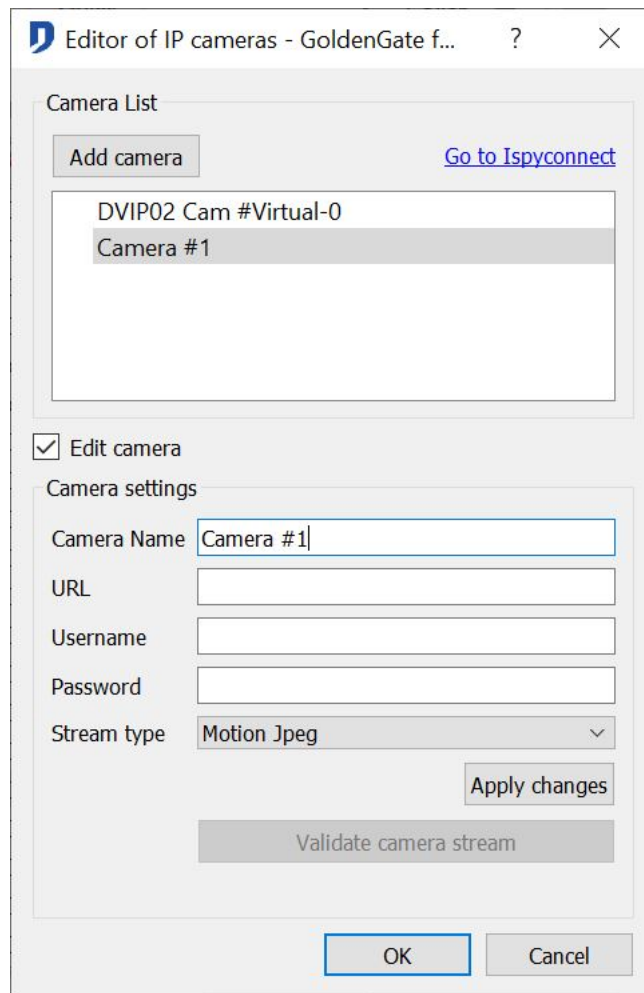 Editor of IP cameras - GoldenGate f... ?
Camera List
Add camera Go to Ispyconnect
DVIP02 Cam #Virtual-0
Camera #1
Edit camera
Camera settings
Camera Name Camera #1
URL
Username
Password
Stream type Motion Jpeg
Apply changes
Validate camera stream
OK Cancel